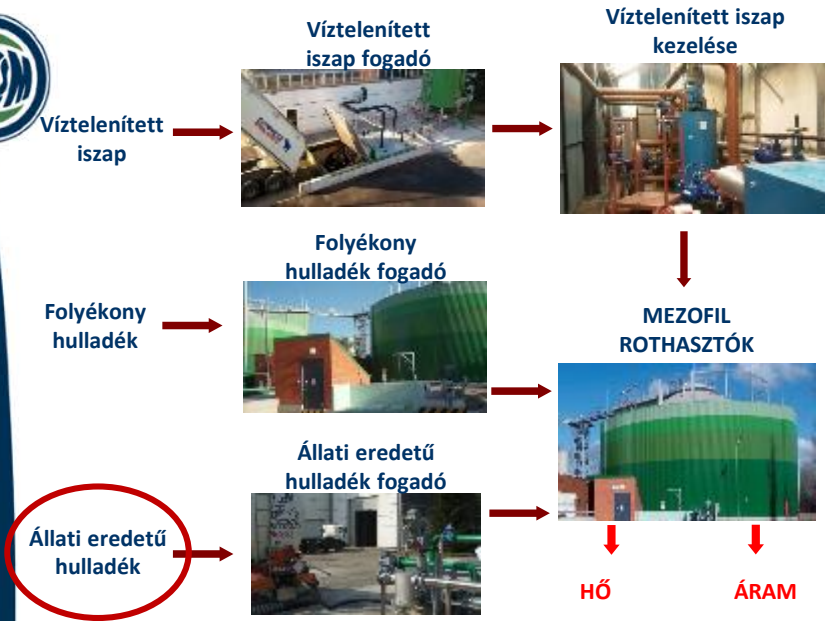 Víztelenített
iszap
Víztelenített
iszap fogadó
Víztelenített iszap
kezelése
Folyékony
hulladék
Folyékony
hulladék fogadó
MEZOFIL
ROTHASZTÓK
Állati eredetű
hulladék
Állati eredetű
hulladék fogadó
HŐ
ÁRAM